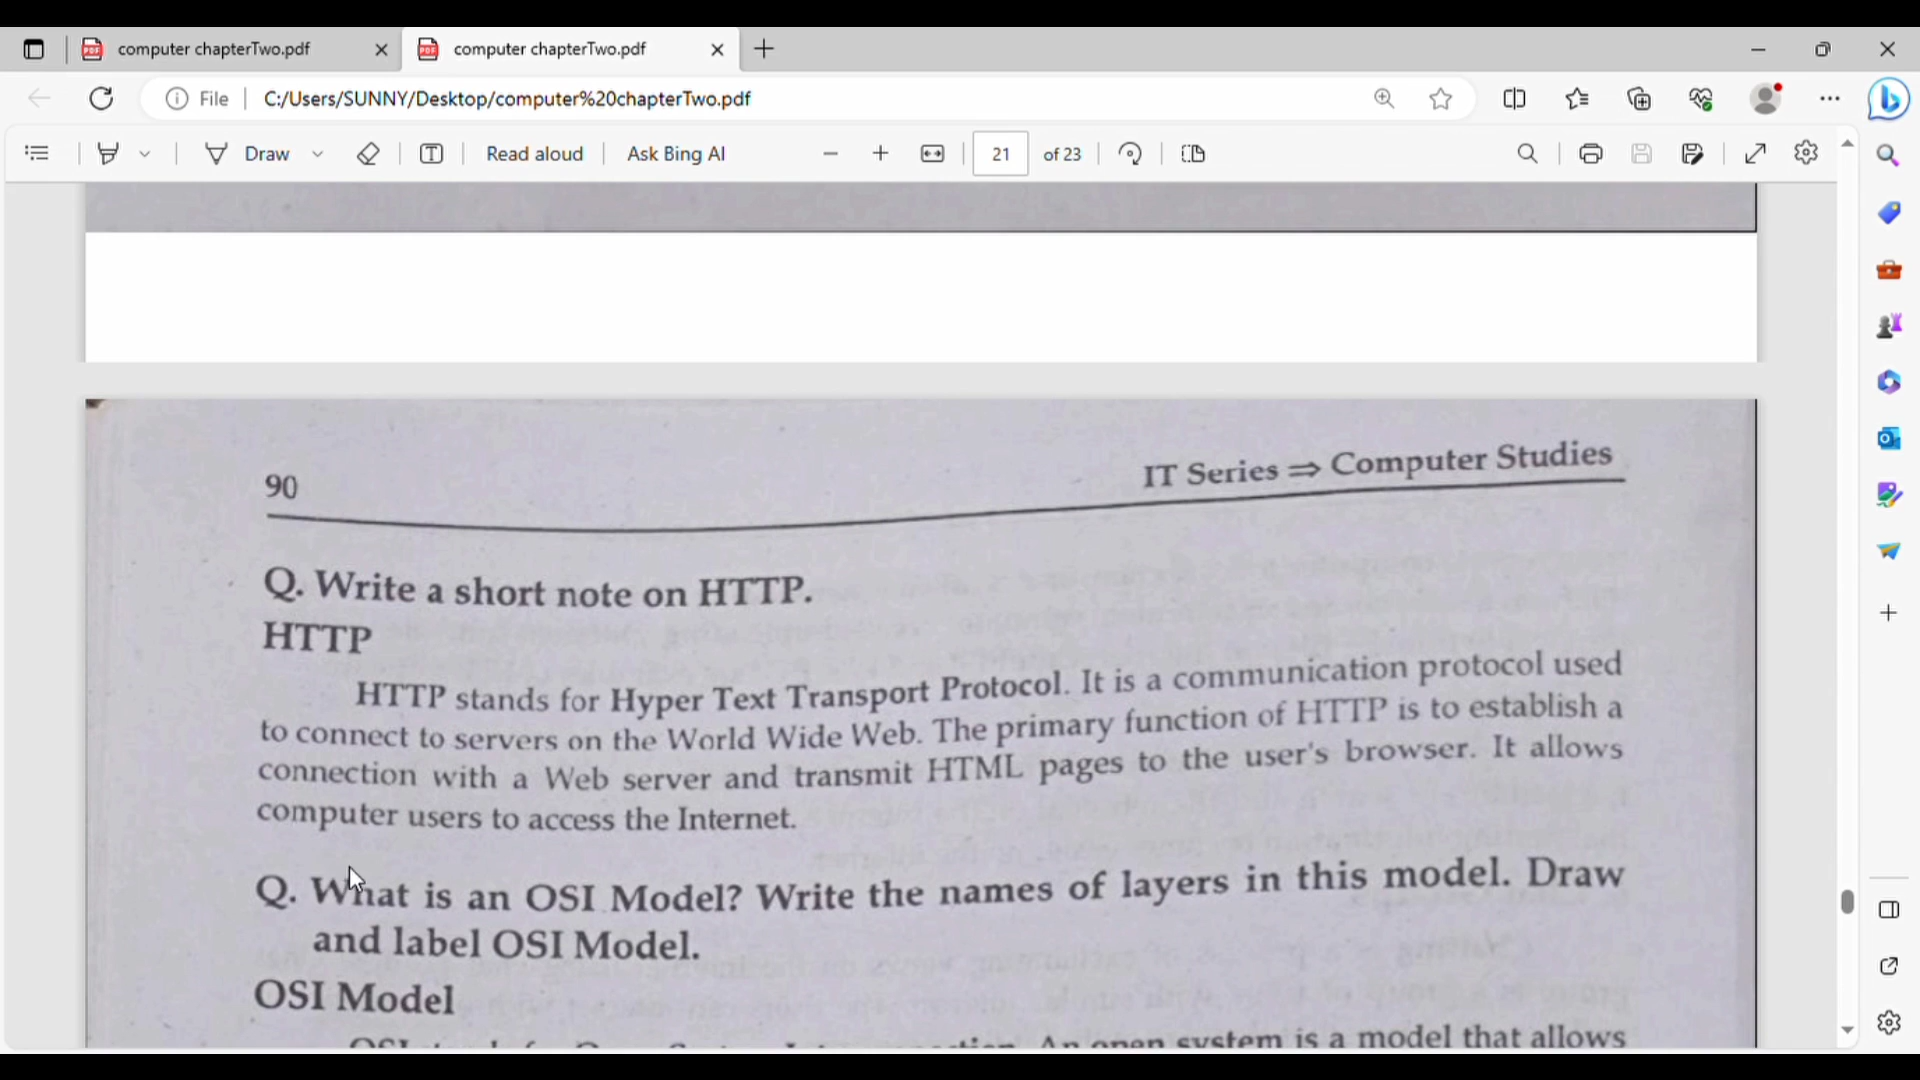 computer chapterTwo.pdf
computer chapterTwo.pdf
File
C:/Users/SUNNY/Desktop/computer%20chapterTwo.pdf
Draw
Read aloud
Ask Bing AI
21
of 23
90
IT Series ⇒ Computer Studies
Q. Write a short note on HTTP.
HTTP
HTTP stands for Hyper Text Transport Protocol. It is a communication protocol used
to connect to servers on the World Wide Web. The primary function of HTTP is to establish a
connection with a Web server and transmit HTML pages to the user's browser. It allows
computer users to access the Internet.
Q. What is an OSI Model? Write the names of layers in this model. Draw
and label OSI Model.
OSI Model
An open system is a model that allows